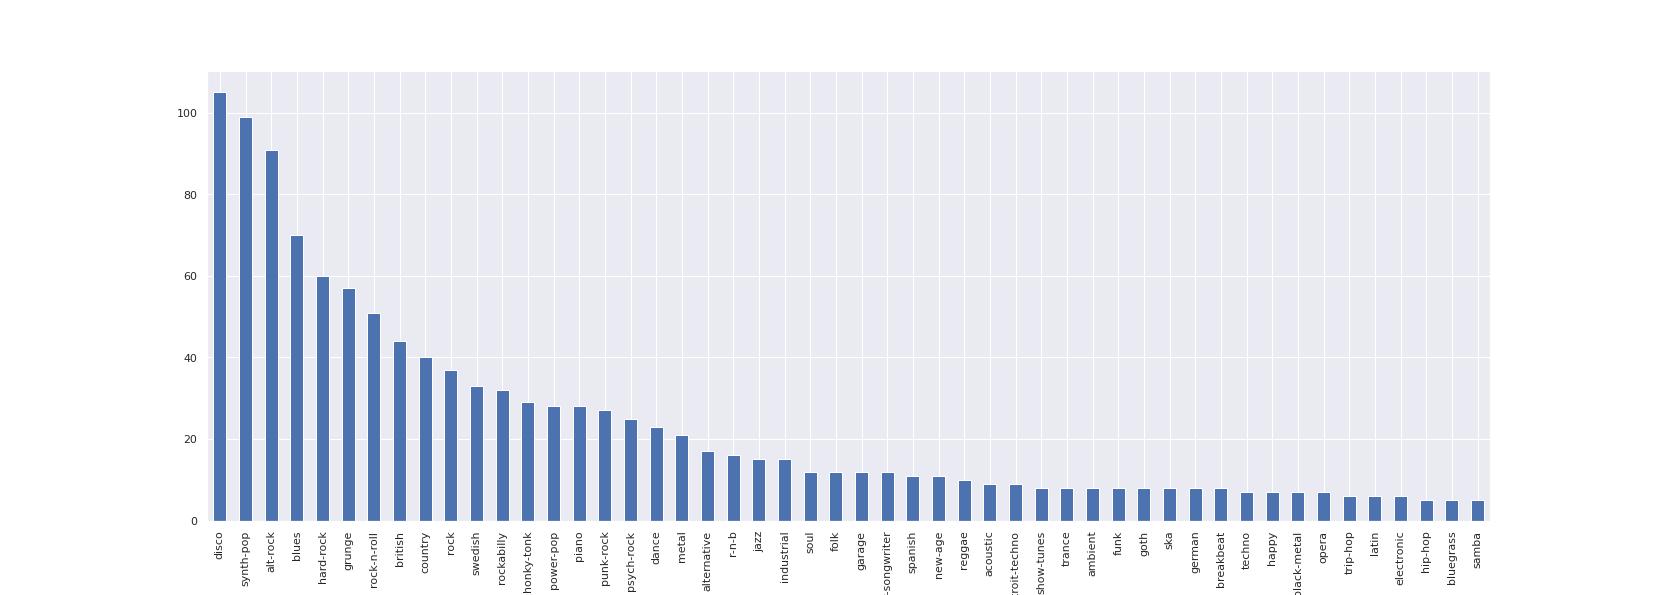 100
80
60
40
20
0
disco
synth-pop
alt-rock
blues
hard-rock
grunge
rock-n-roll
british
country
rock
swedish
rockabilly
honky-tonk
power-pop
piano
punk-rock
psych-rock
dance
metal
alternative
r-n-b
jazz
industrial
soul
folk
garage
-songwriter
spanish
new-age
reggae
acoustic
troit-techno
show-tunes
trance
ambient
funk
goth
ska
german
breakbeat
techno
happy
black-metal
opera
trip-hop
latin
electronic
hip-hop
bluegrass
samba